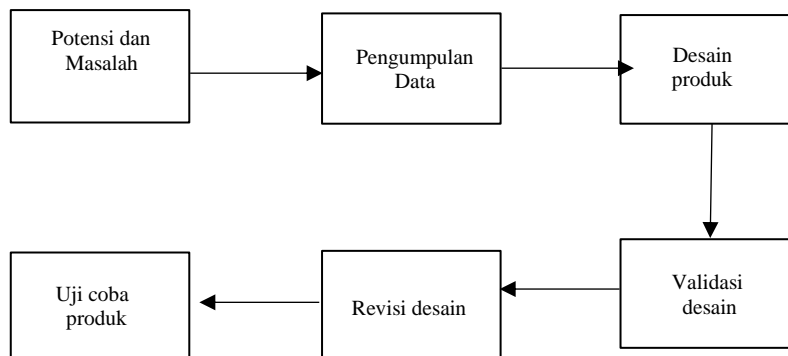 Potensi dan
Masalah
Pengumpulan
Data
Desain
produk
Validasi
desain
Revisi desain
Uji coba
produk